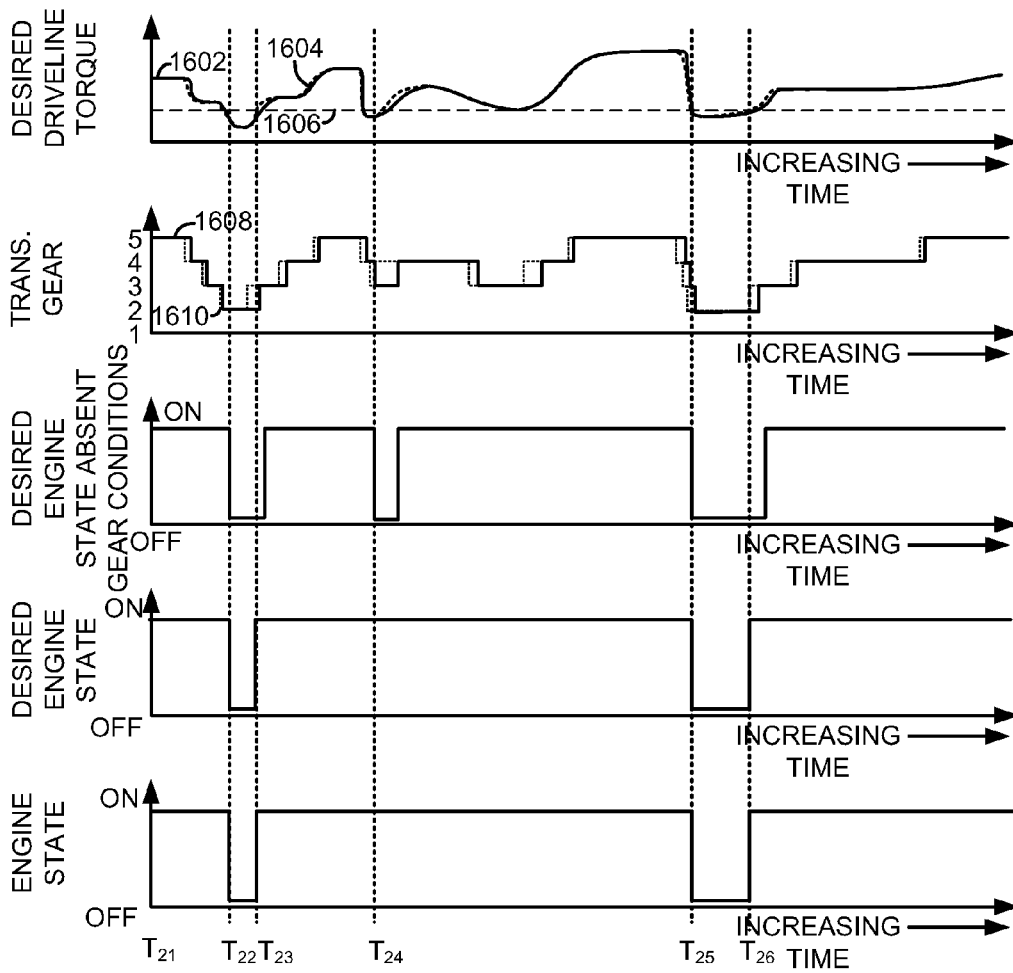 DESIRED
DRIVELINE
TORQUE
1602
1604
1606
INCREASING
TIME
TRANS.
GEAR
5
4
3
2
1
1608
1610
INCREASING
TIME
DESIRED
ENGINE
STATE ABSENT
GEAR CONDITIONS
ON
OFF
INCREASING
TIME
DESIRED
ENGINE
STATE
ON
OFF
INCREASING
TIME
ENGINE
STATE
ON
OFF
INCREASING
TIME
T21 T22 T23 T24 T25 T26